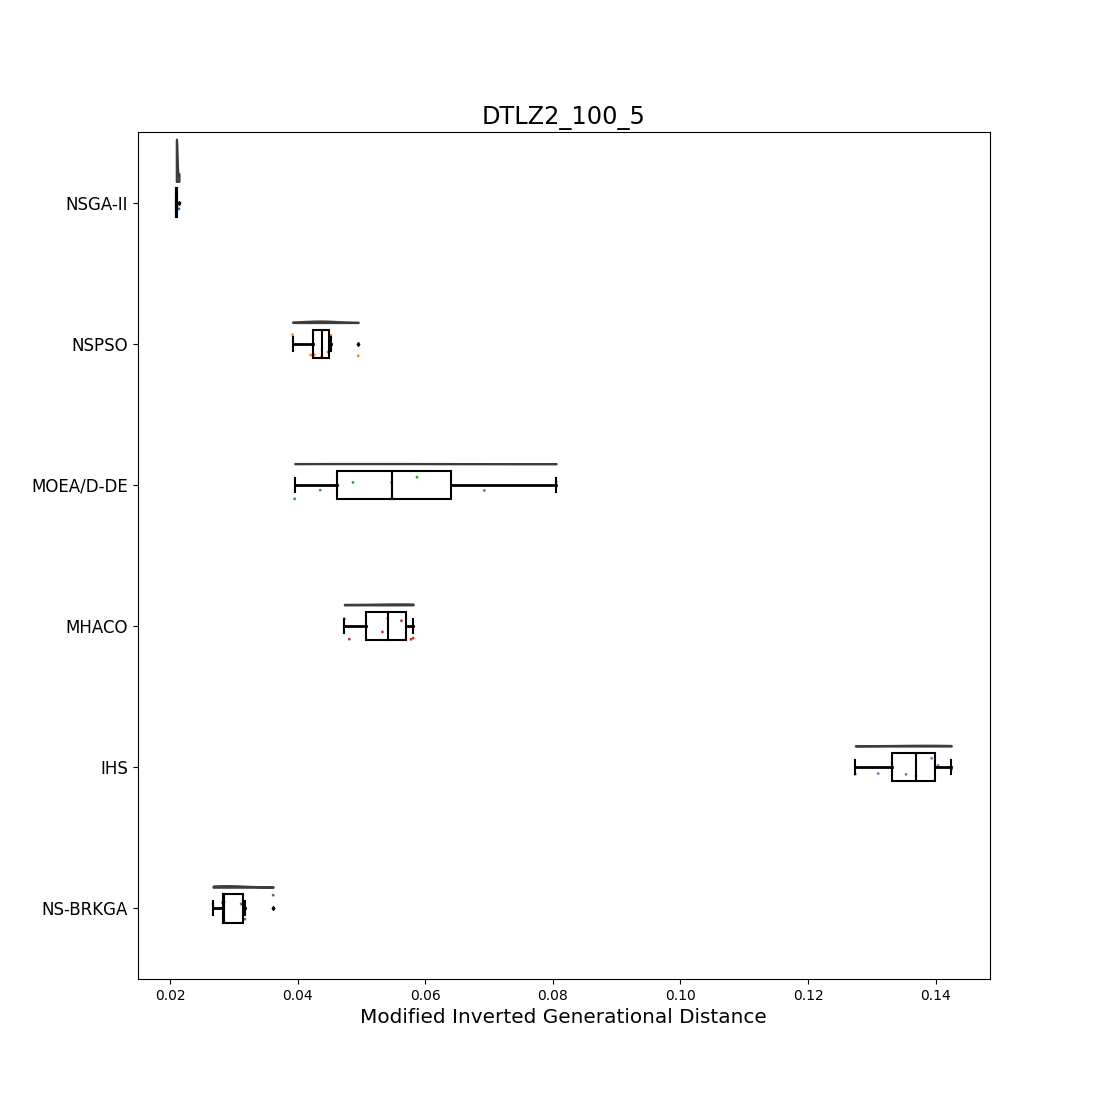 DTLZ2_100_5
NSGA-II
NSPSO
MOEA/D-DE
MHACO
IHS
NS-BRKGA
0.02 0.04 0.06 0.08 0.10 0.12 0.14
Modified Inverted Generational Distance